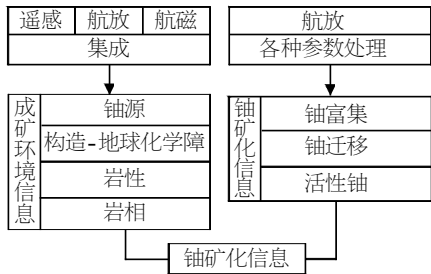 遥感 航放 航磁
集成
航放
各种参数处理
成矿环境信息
铀源
构造-地球化学障
岩性
岩相
铀矿化信息
铀富集
铀迁移
活性铀
铀矿化信息